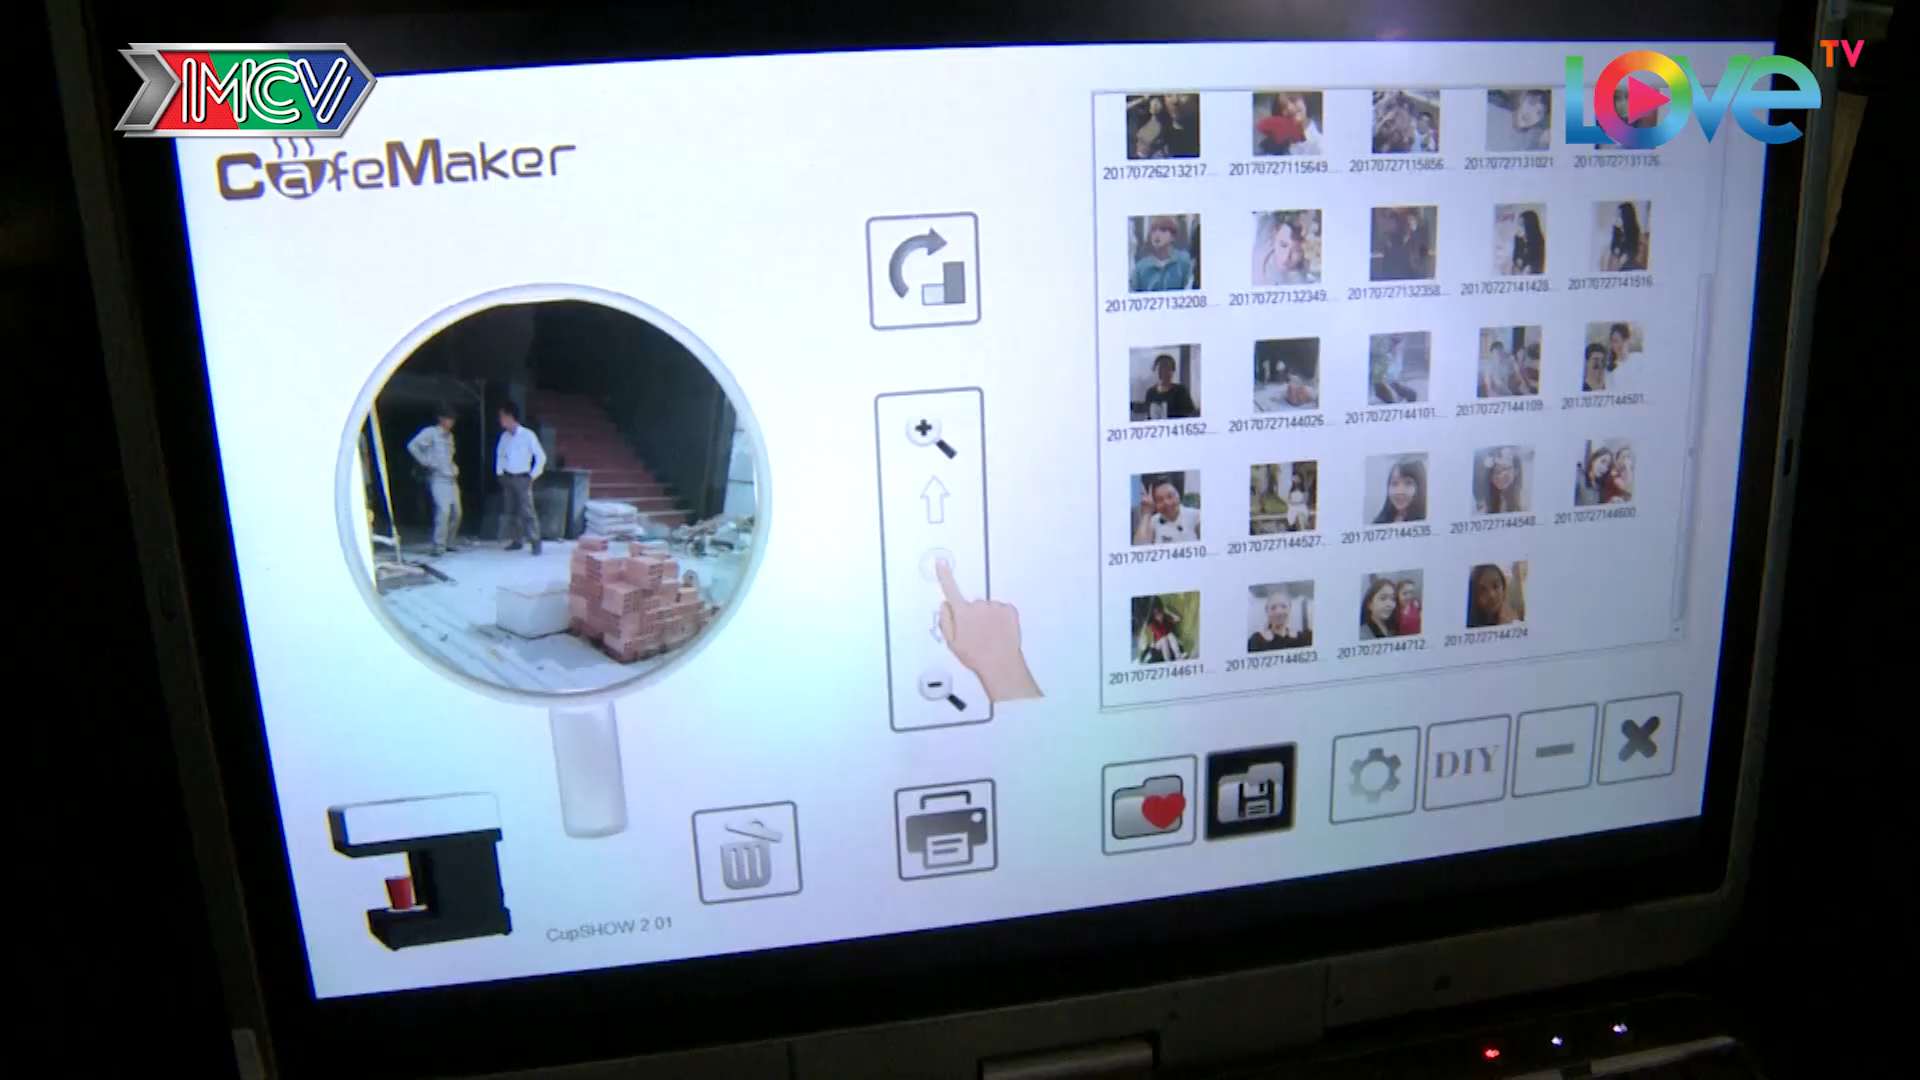 MCV
LOVE TV
CafeMaker
20170726213217... 20170727115649... 20170727115856... 20170727131021... 20170727131126...
20170727132208... 20170727132349... 20170727132358... 20170727141428... 20170727141516...
20170727141652... 20170727144026... 20170727144101... 20170727144109... 20170727144501...
20170727144510... 20170727144527... 20170727144535... 20170727144548... 20170727144600
20170727144611... 20170727144623... 20170727144712... 20170727144724
DIY
CupSHOW 2 01